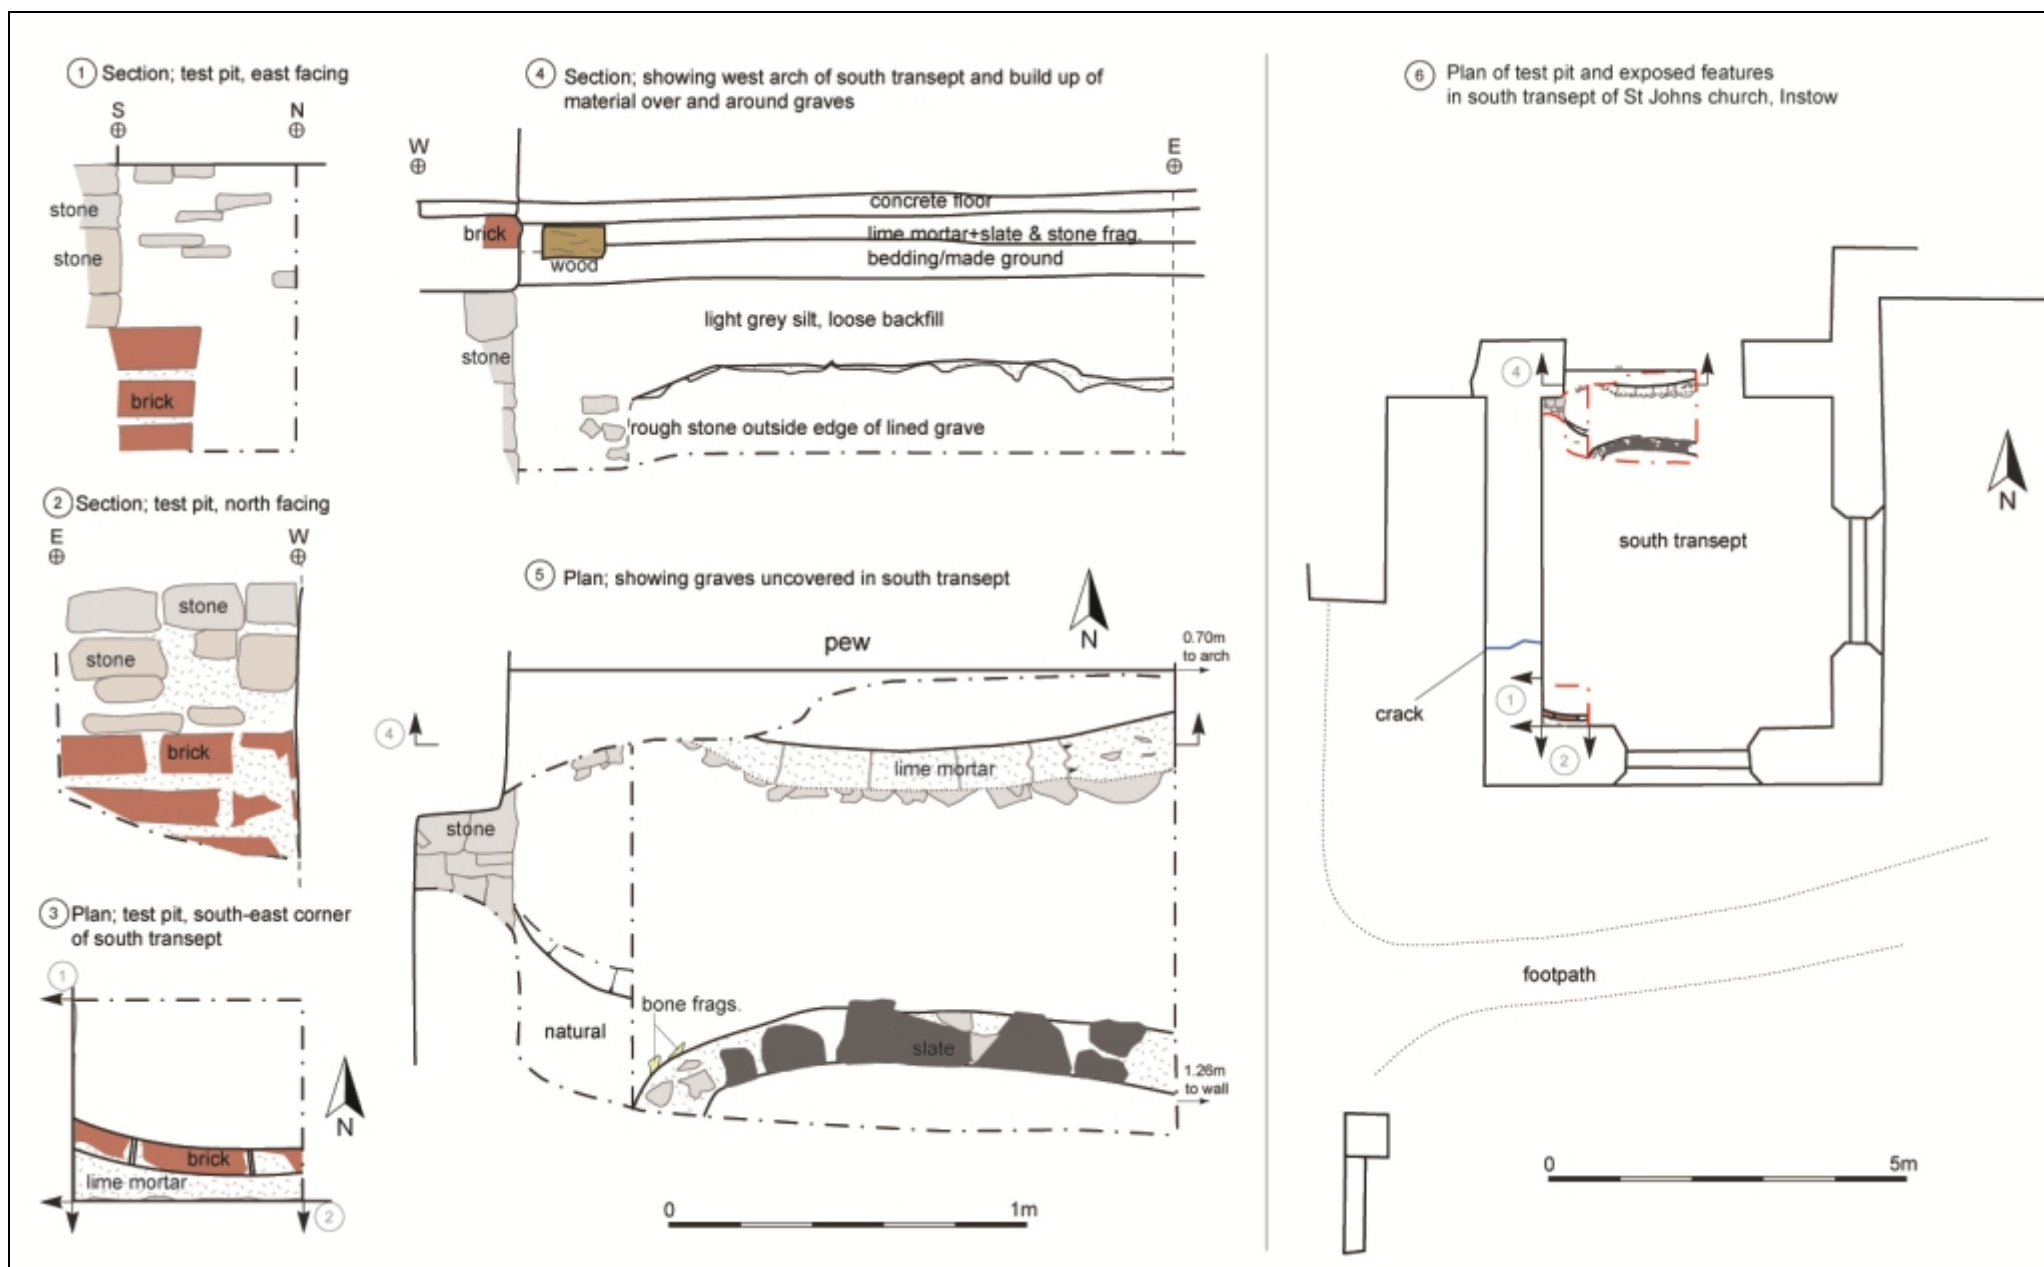 1 Section; test pit, east facing
S N
stone
stone
brick
2 Section; test pit, north facing
E W
stone
stone
brick
3 Plan; test pit, south-east corner
of south transept
1
N
brick
lime mortar
2
4 Section; showing west arch of south transept and build up of
material over and around graves
W E
concrete floor
brick
lime mortar+slate & stone frag.
wood
bedding/made ground
light grey silt, loose backfill
stone
rough stone outside edge of lined grave
5 Plan; showing graves uncovered in south transept
N
pew
0.70m
to arch
4
lime mortar
stone
bone frags.
natural
slate
1.26m
to wall
0 1m
6 Plan of test pit and exposed features
in south transept of St Johns church, Instow
4
N
south transept
1
crack
2
footpath
0 5m